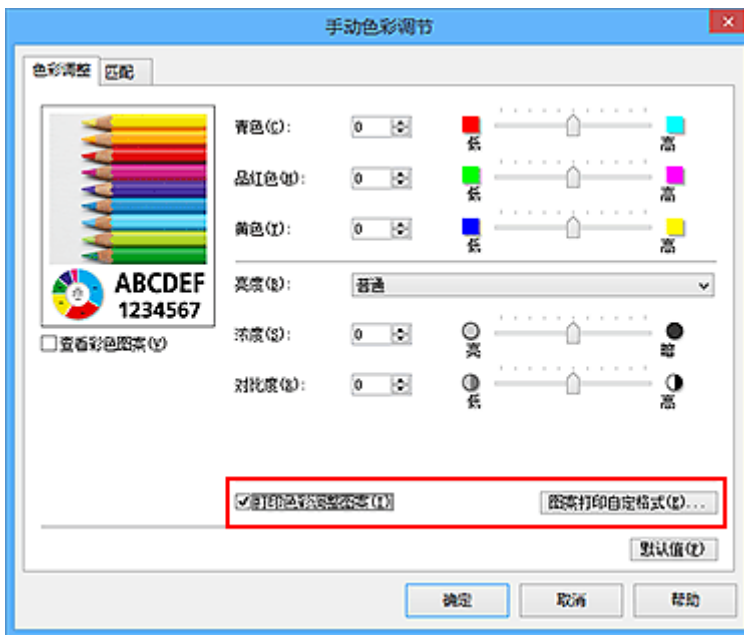 手动色彩调节
色彩调整 匹配
青色(C): 0 低 高
品红色(M): 0 低 高
黄色(Y): 0 低 高
ABCDEF
1234567
亮度(B): 普通
查看彩色图案(V)
浓度(S): 0 亮 暗
对比度(R): 0 低 高
打印色彩调整图案(I) 图案打印自定格式(E)...
默认值
确定 取消 帮助